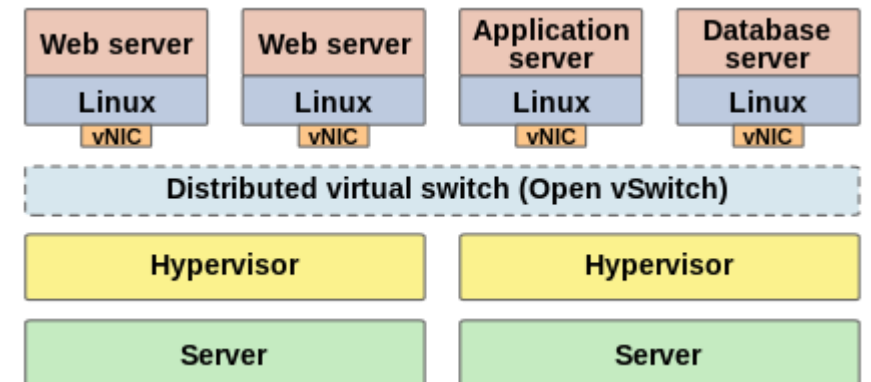 Web server
Web server
Application
server
Database
server
Linux
Linux
Linux
Linux
vNIC
vNIC
vNIC
vNIC
Distributed virtual switch (Open vSwitch)
Hypervisor
Hypervisor
Server
Server